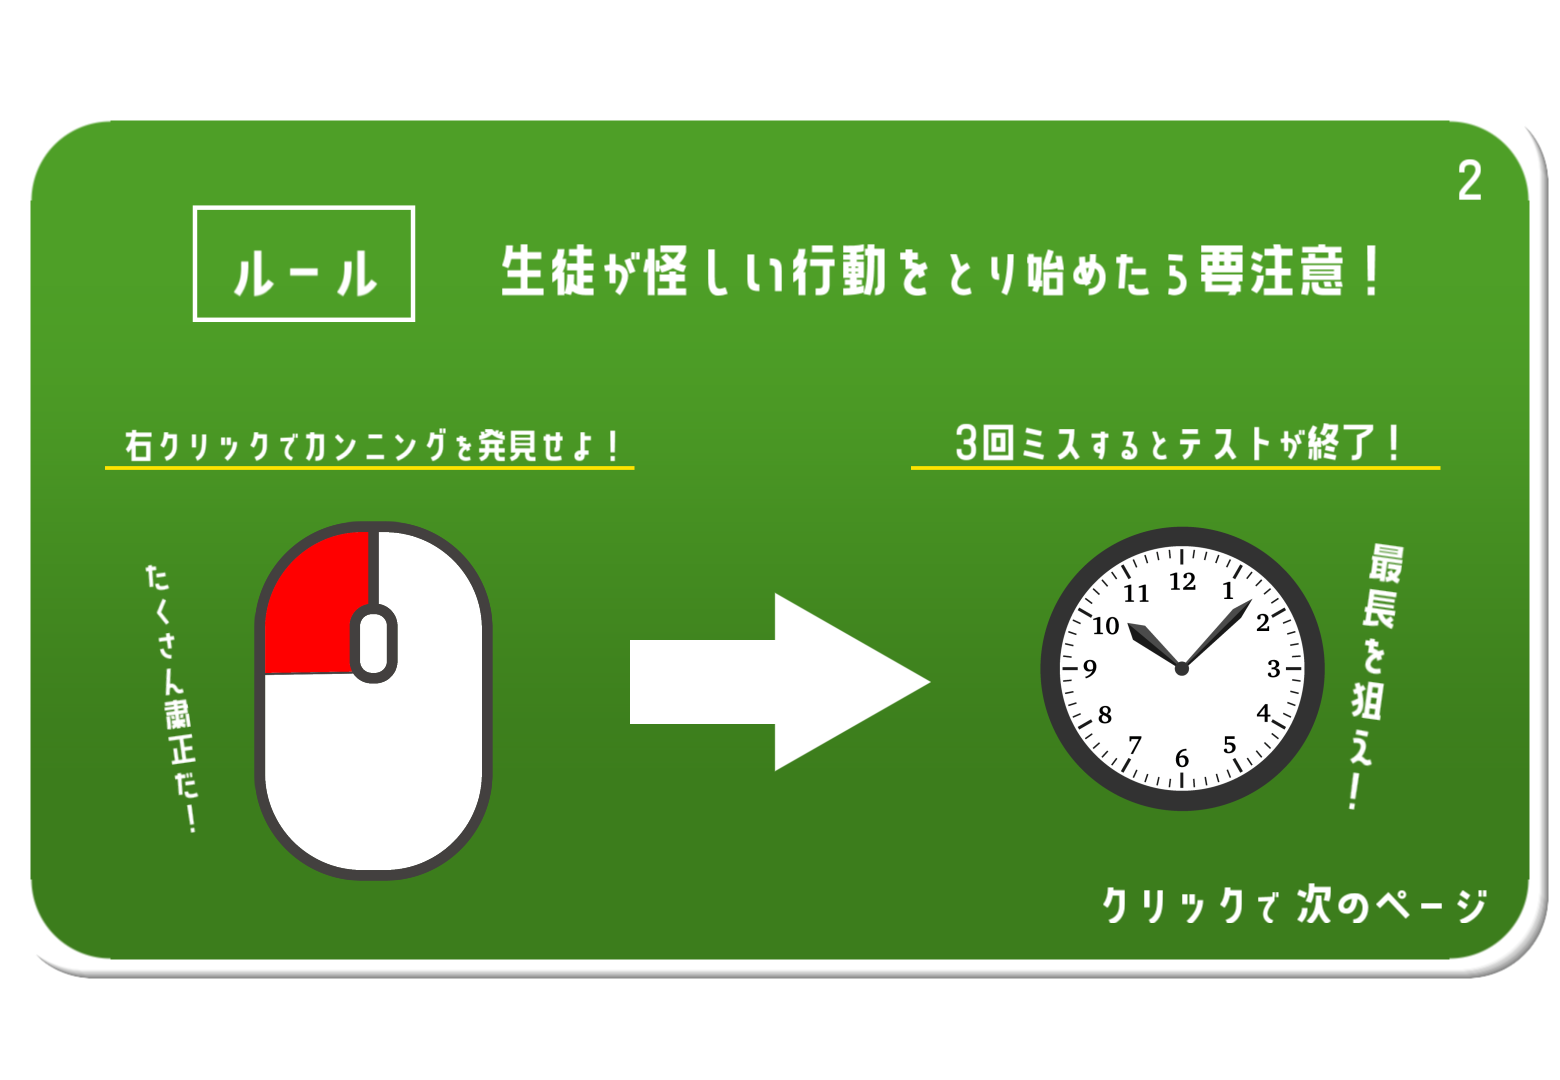 2
ルール
生徒が怪しい行動をとり始めたら要注意！
右クリックでカンニングを発見せよ！
3回ミスするとテストが終了！
たくさん粛正だ！
12
1
2
3
4
5
6
7
8
9
10
11
最長を狙え！
クリックで 次のページ